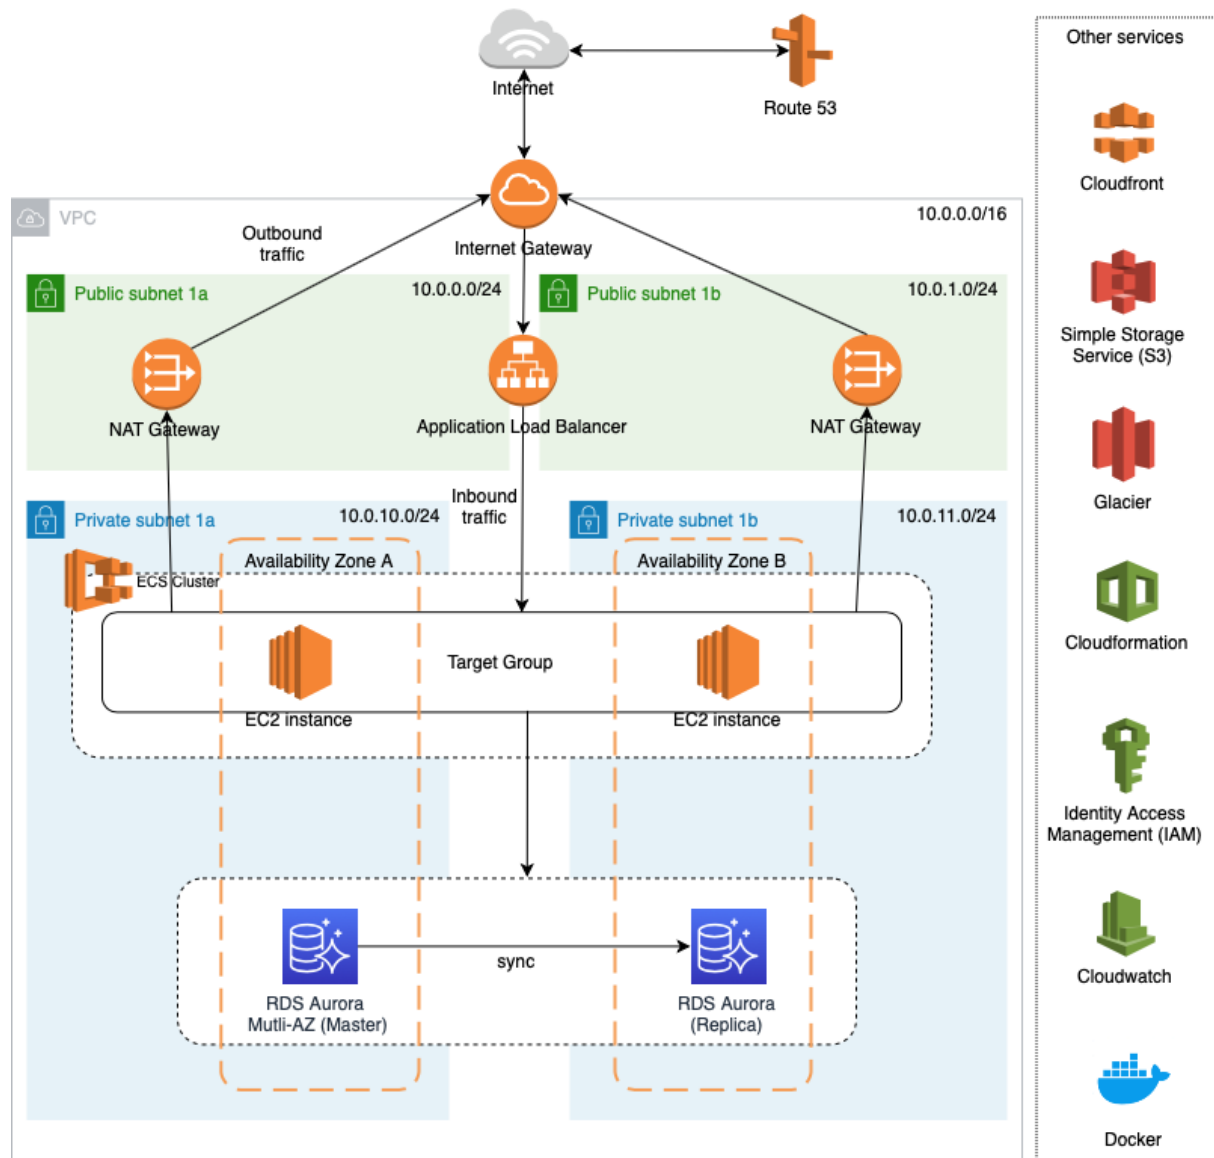 Other services
Internet
Route 53
Cloudfront
VPC
10.0.0.0/16
Outbound
traffic
Internet Gateway
Public subnet 1a
10.0.0.0/24
Public subnet 1b
10.0.1.0/24
Simple Storage
Service (S3)
NAT Gateway
Application Load Balancer
NAT Gateway
Inbound
traffic
Glacier
Private subnet 1a
10.0.10.0/24
Private subnet 1b
10.0.11.0/24
Availability Zone A
Availability Zone B
ECS Cluster
Cloudformation
Target Group
EC2 instance
EC2 instance
Identity Access
Management (IAM)
sync
Cloudwatch
RDS Aurora
Mutli-AZ (Master)
RDS Aurora
(Replica)
Docker